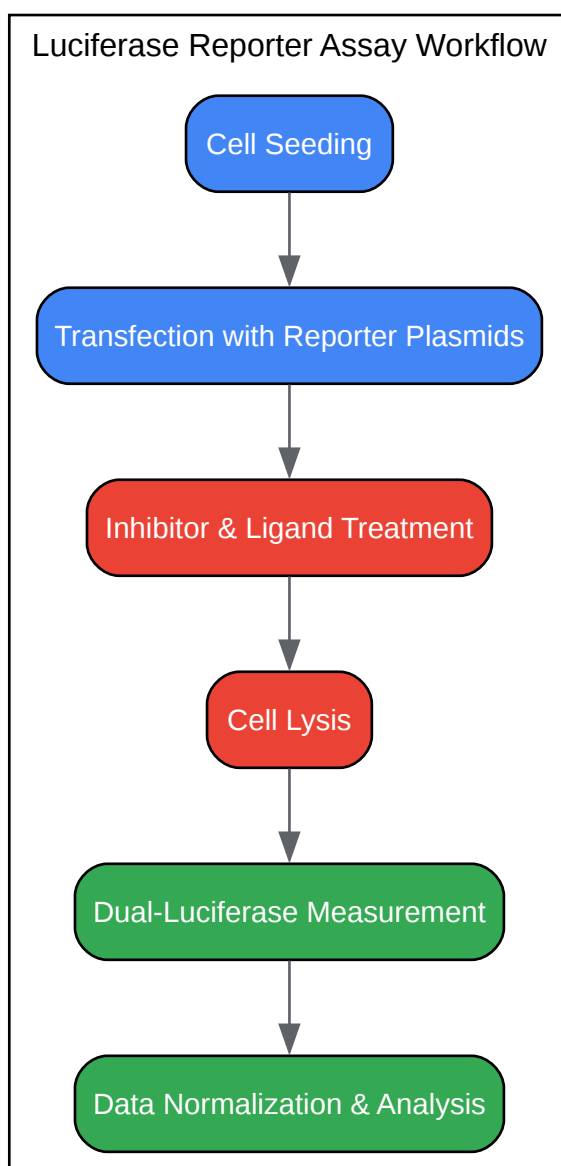 Luciferase Reporter Assay Workflow
Cell Seeding
Transfection with Reporter Plasmids
Inhibitor & Ligand Treatment
Cell Lysis
Dual-Luciferase Measurement
Data Normalization & Analysis